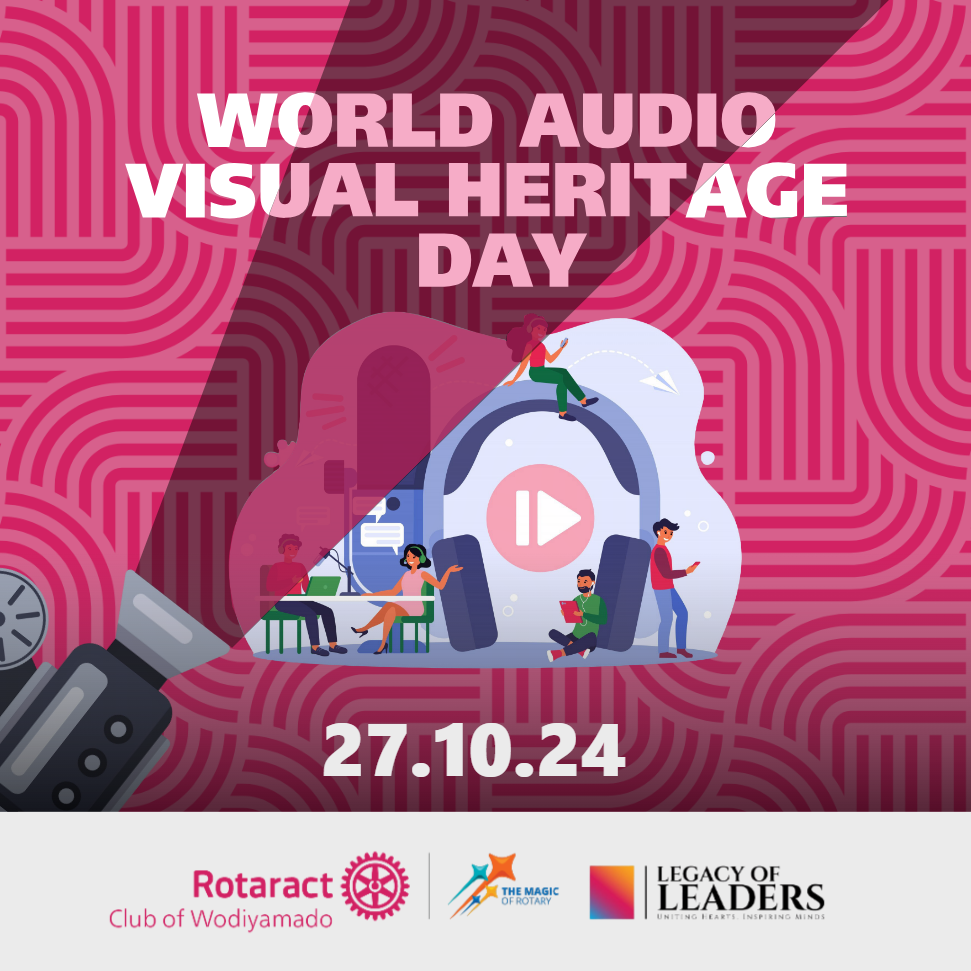 WORLD AUDIO
VISUAL HERITAGE
DAY
27.10.24
Rotaract
Club of Wodiyamado
THE MAGIC
OF ROTARY
LEGACY OF
LEADERS
UNITING HEARTS, INSPIRING MINDS